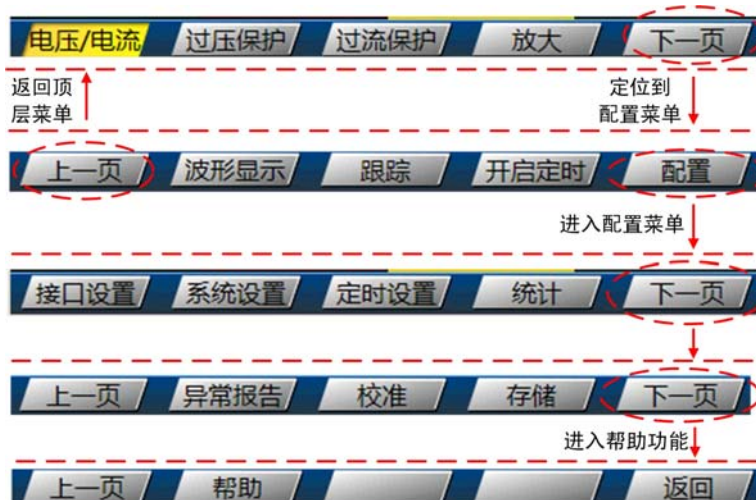 电压/电流 过压保护 过流保护 放大 下一页
返回顶
层菜单
定位到
配置菜单
上一页 波形显示 跟踪 开启定时 配置
进入配置菜单
接口设置 系统设置 定时设置 统计 下一页
上一页 异常报告 校准 存储 下一页
进入帮助功能
上一页 帮助 返回